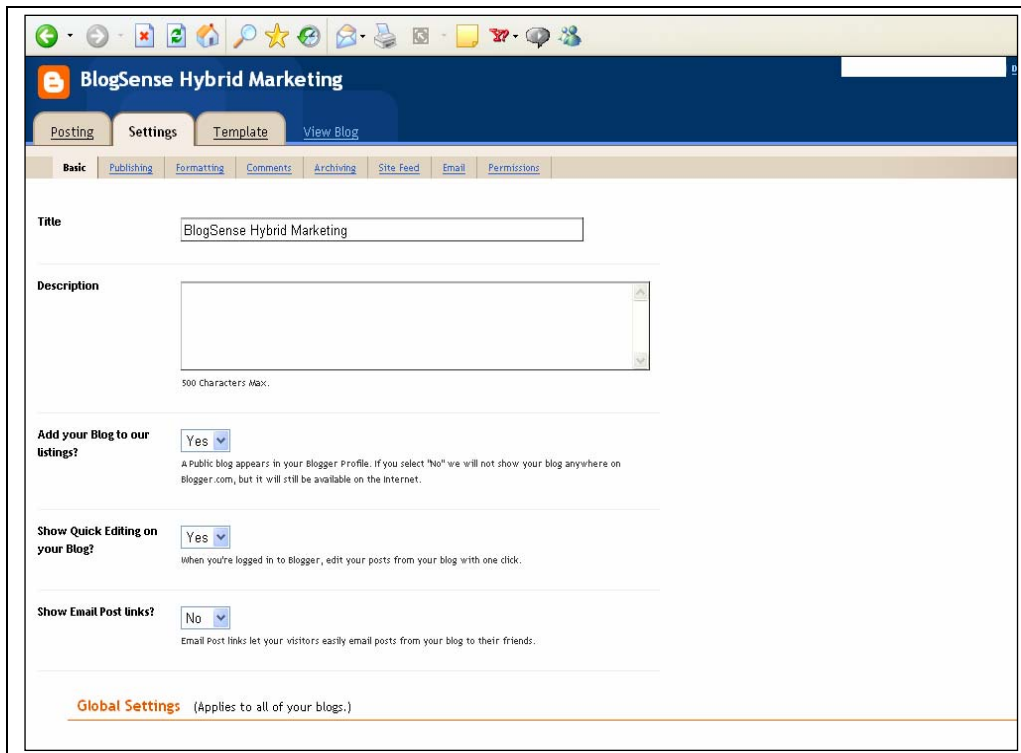 BlogSense Hybrid Marketing
Posting Settings Template View Blog
Basic Publishing Formatting Comments Archiving Site Feed Email Permissions
Title
BlogSense Hybrid Marketing
Description
500 Characters Max.
Add your Blog to our
listings?
Yes
A Public blog appears in your Blogger Profile. If you select "No" we will not show your blog anywhere on
Blogger.com, but it will still be available on the Internet.
Show Quick Editing on
your Blog?
Yes
When you're logged in to Blogger, edit your posts from your blog with one click.
Show Email Post links?
No
Email Post links let your visitors easily email posts from your blog to their friends.
Global Settings (Applies to all of your blogs.)